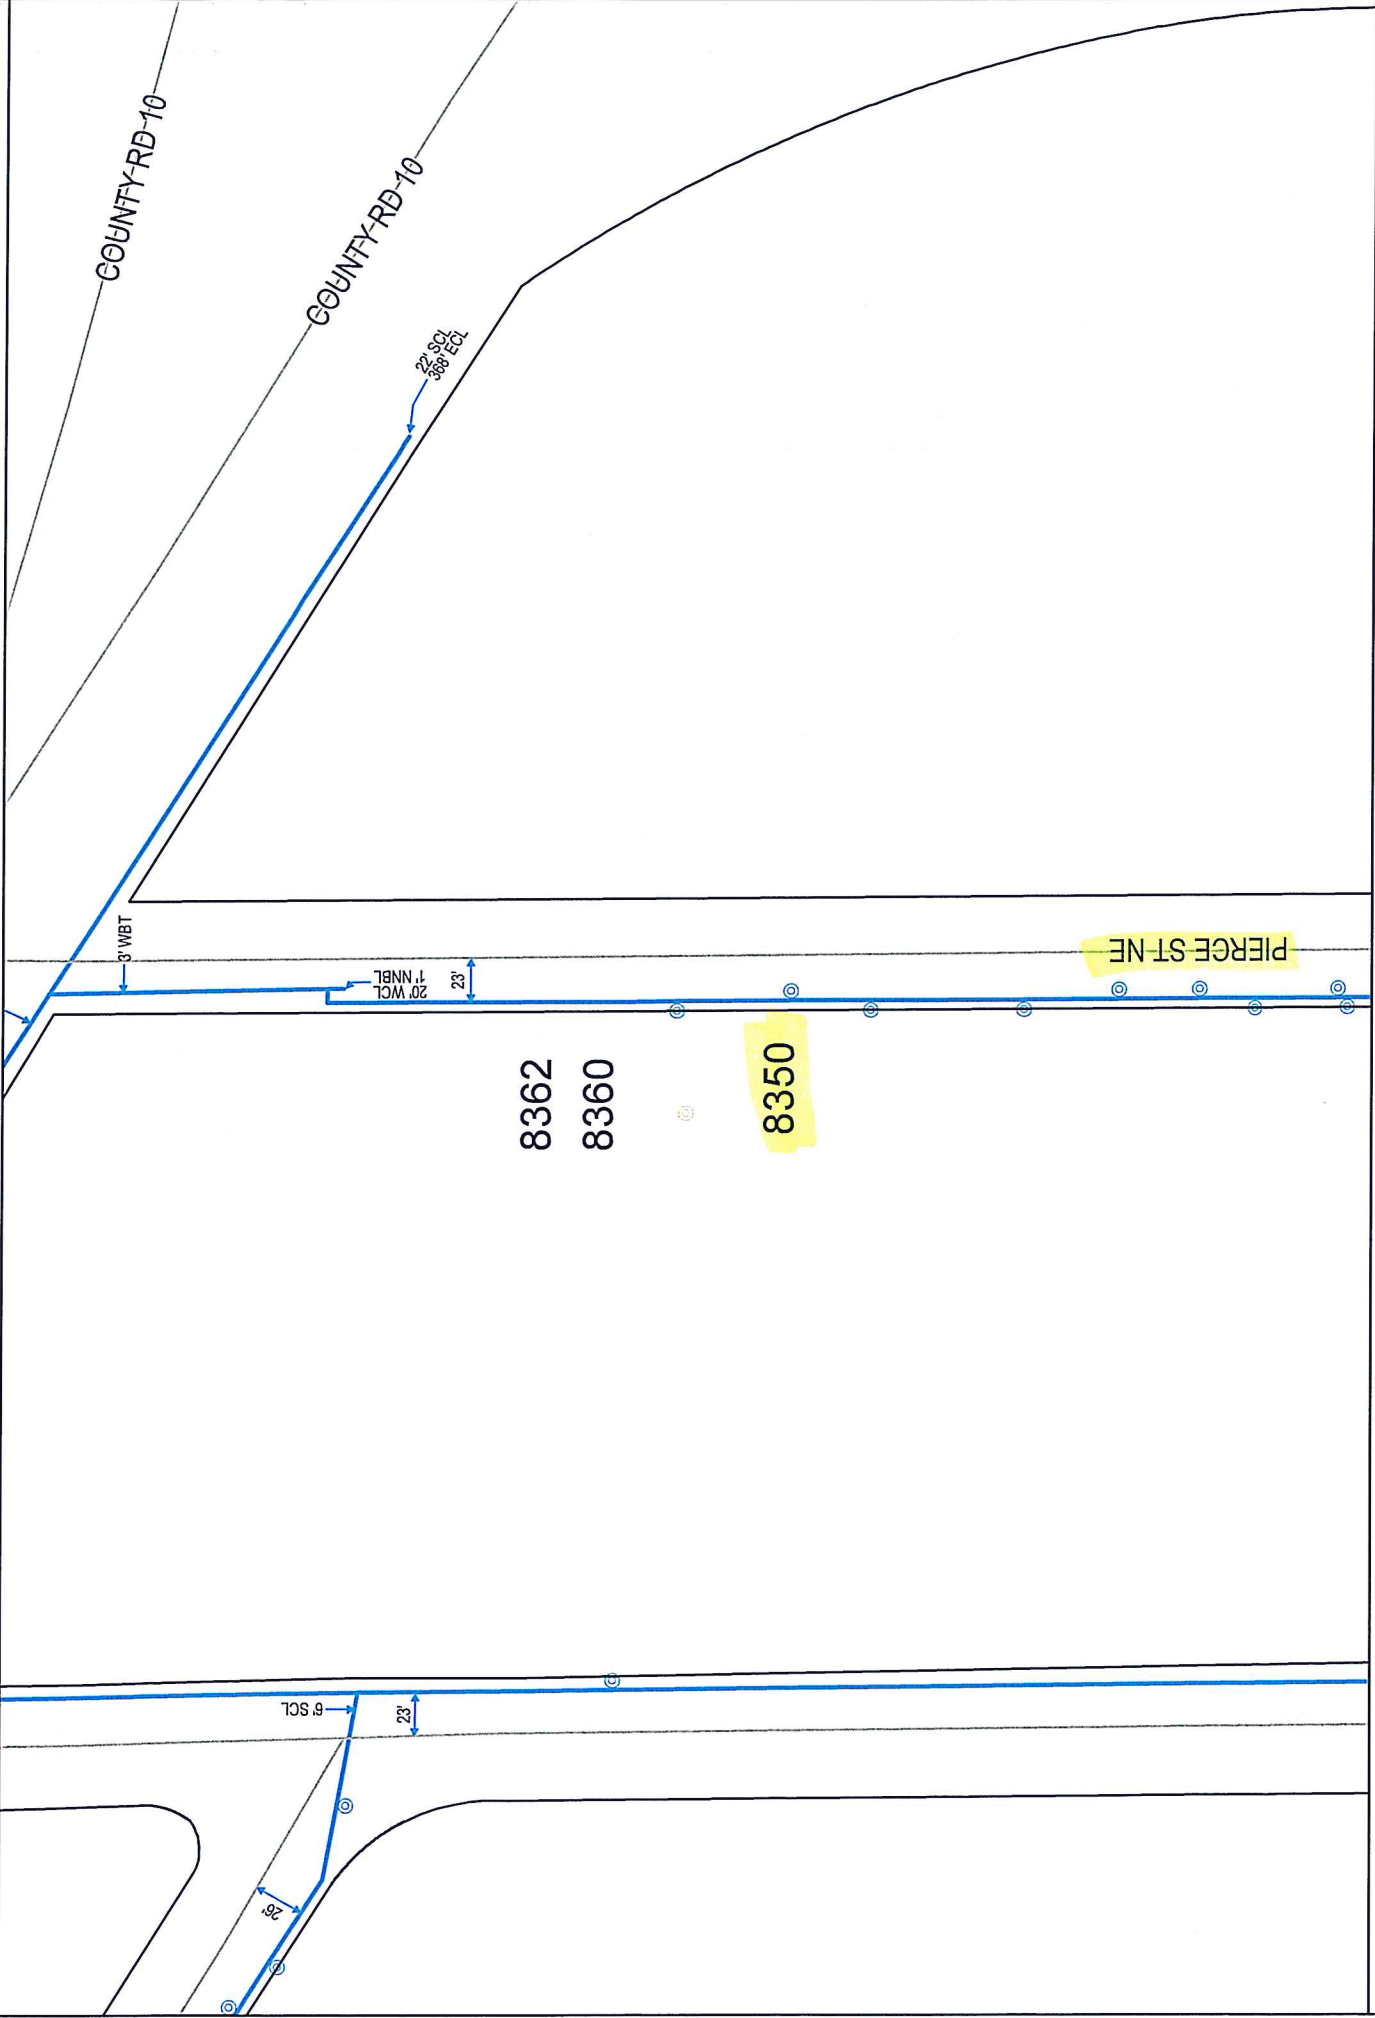 COUNTY RD 10
COUNTY RD 10
22' SCL
368' ECL
3' WBT
20' WCL
1' NNBL
23'
PIERCE ST NE
8362
8360
8350
6' SCL
23'
26'